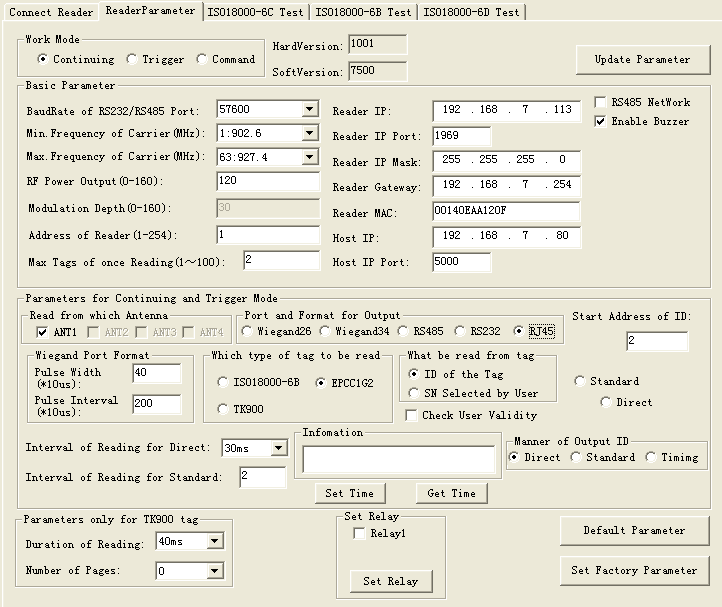 Connect Reader ReaderParameter ISO18000-6C Test ISO18000-6B Test ISO18000-6D Test
Work Mode
Continuing Trigger Command
HardVersion: 1001
SoftVersion: 7500
Update Parameter
Basic Parameter
BaudRate of RS232/RS485 Port: 57600
Min.Frequency of Carrier(MHz): 1:902.6
Max.Frequency of Carrier(MHz): 63:927.4
RF Power Output(0-160): 120
Modulation Depth(0-160): 30
Address of Reader(1-254): 1
Max Tags of once Reading(1~100): 2
Reader IP: 192 .168 . 7 .113
Reader IP Port: 1969
Reader IP Mask: 255 .255 .255 . 0
Reader Gateway: 192 .168 . 7 .254
Reader MAC: 00140EAA120F
Host IP: 192 .168 . 7 . 80
Host IP Port: 5000
RS485 NetWork
Enable Buzzer
Parameters for Continuing and Trigger Mode
Read from which Antenna
ANT1 ANT2 ANT3 ANT4
Port and Format for Output
Wiegand26 Wiegand34 RS485 RS232 RJ45
Start Address of ID:
2
Wiegand Port Format
Pulse Width
(*10us): 40
Pulse Interval
(*10us): 200
Which type of tag to be read
ISO18000-6B EPCC1G2
TK900
What be read from tag
ID of the Tag
SN Selected by User
Check User Validity
Standard
Direct
Interval of Reading for Direct: 30ms
Interval of Reading for Standard: 2
Infomation
Set Time Get Time
Manner of Output ID
Direct Standard Timimg
Parameters only for TK900 tag
Duration of Reading: 40ms
Number of Pages: 0
Set Relay
Relay1
Set Relay
Default Parameter
Set Factory Parameter